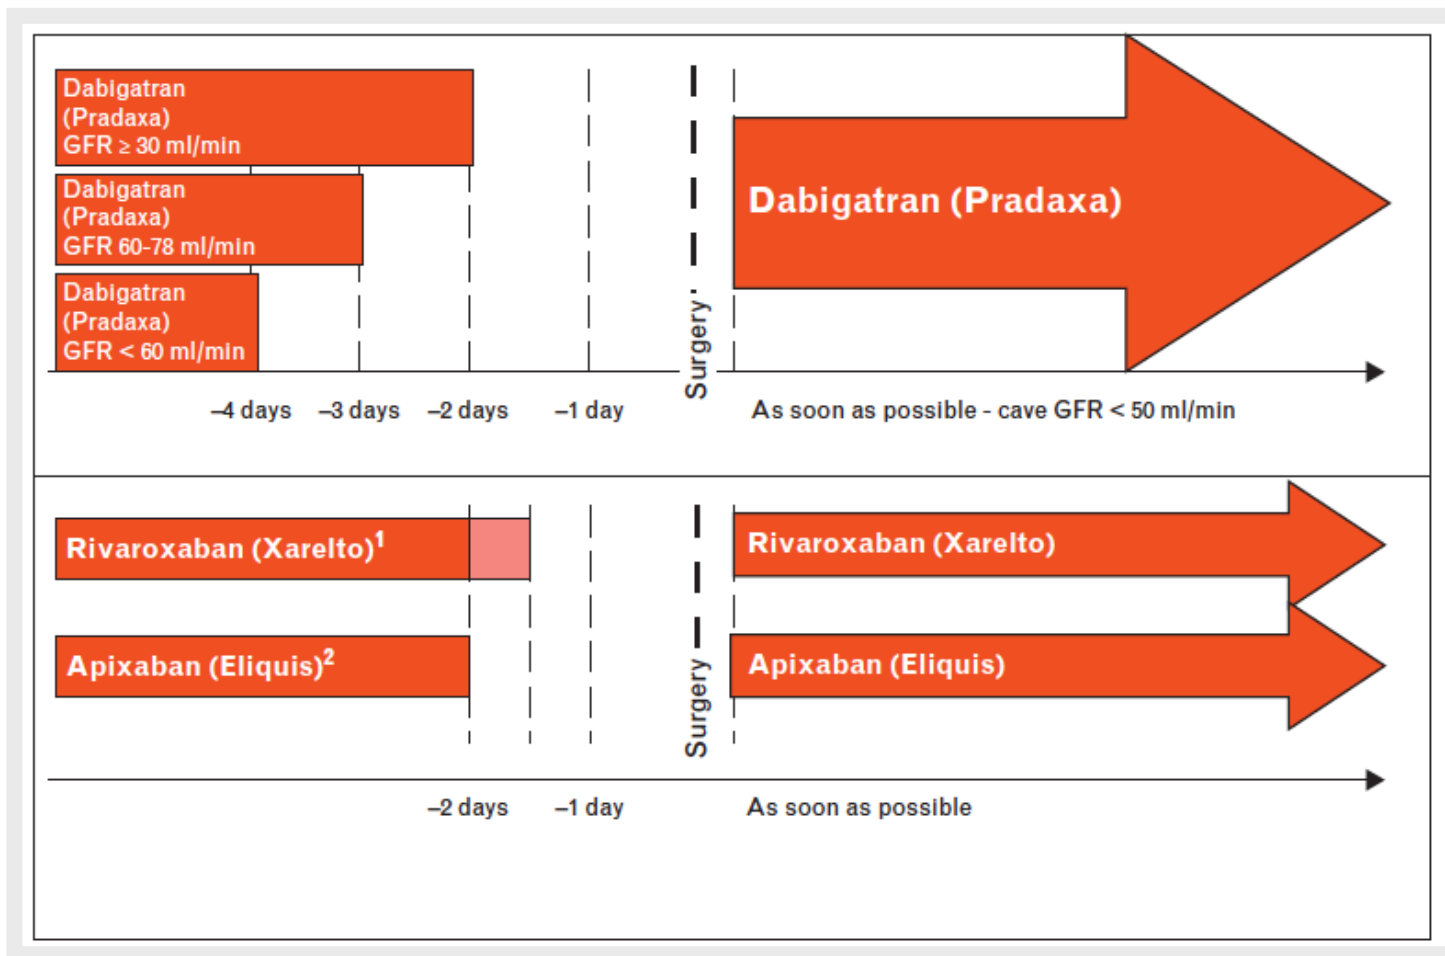 Dabigatran
(Pradaxa)
GFR ≥ 30 ml/min
Dabigatran
(Pradaxa)
GFR 60-78 ml/min
Dabigatran
(Pradaxa)
GFR < 60 ml/min
Dabigatran (Pradaxa)
Surgery
–4 days
–3 days
–2 days
–1 day
As soon as possible - cave GFR < 50 ml/min
Rivaroxaban (Xarelto)¹
Rivaroxaban (Xarelto)
Apixaban (Eliquis)²
Apixaban (Eliquis)
Surgery
–2 days
–1 day
As soon as possible